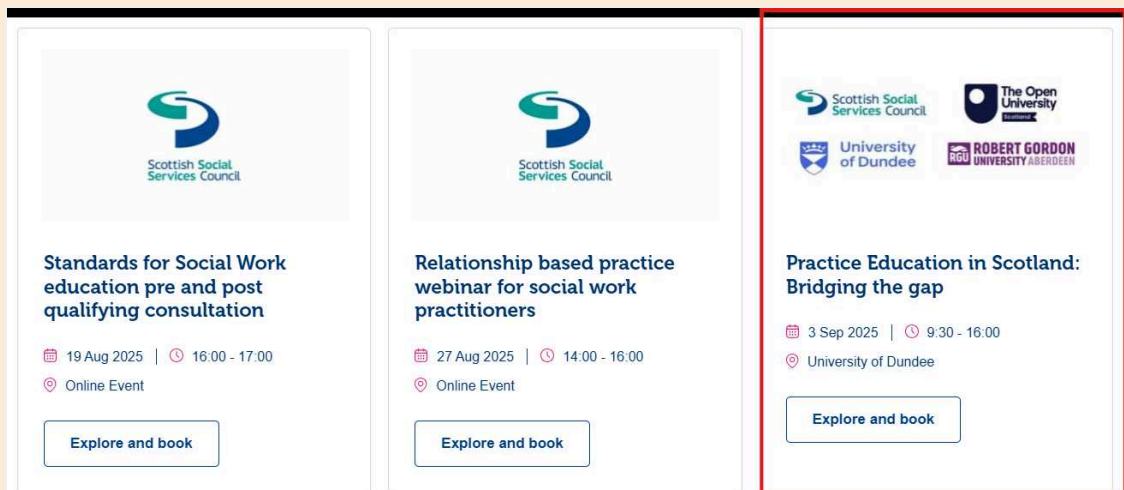 Scottish Social
Services Council
Standards for Social Work
education pre and post
qualifying consultation
19 Aug 2025 | 16:00 - 17:00
Online Event
Explore and book
Scottish Social
Services Council
Relationship based practice
webinar for social work
practitioners
27 Aug 2025 | 14:00 - 16:00
Online Event
Explore and book
Scottish Social
Services Council
The Open
University
Scotland
University
of Dundee
RGU ROBERT GORDON
UNIVERSITY ABERDEEN
Practice Education in Scotland:
Bridging the gap
3 Sep 2025 | 9:30 - 16:00
University of Dundee
Explore and book